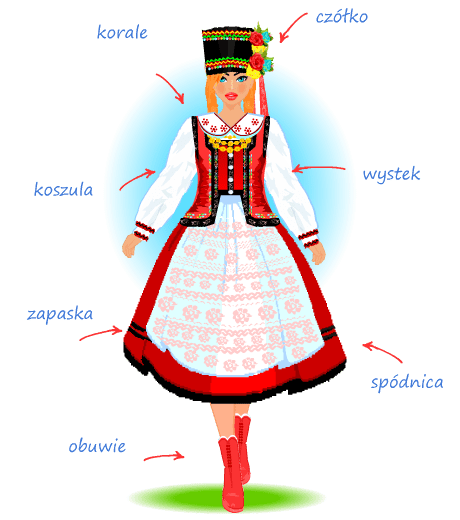 czółko
korale
wystek
koszula
zapaska
spódnica
obuwie